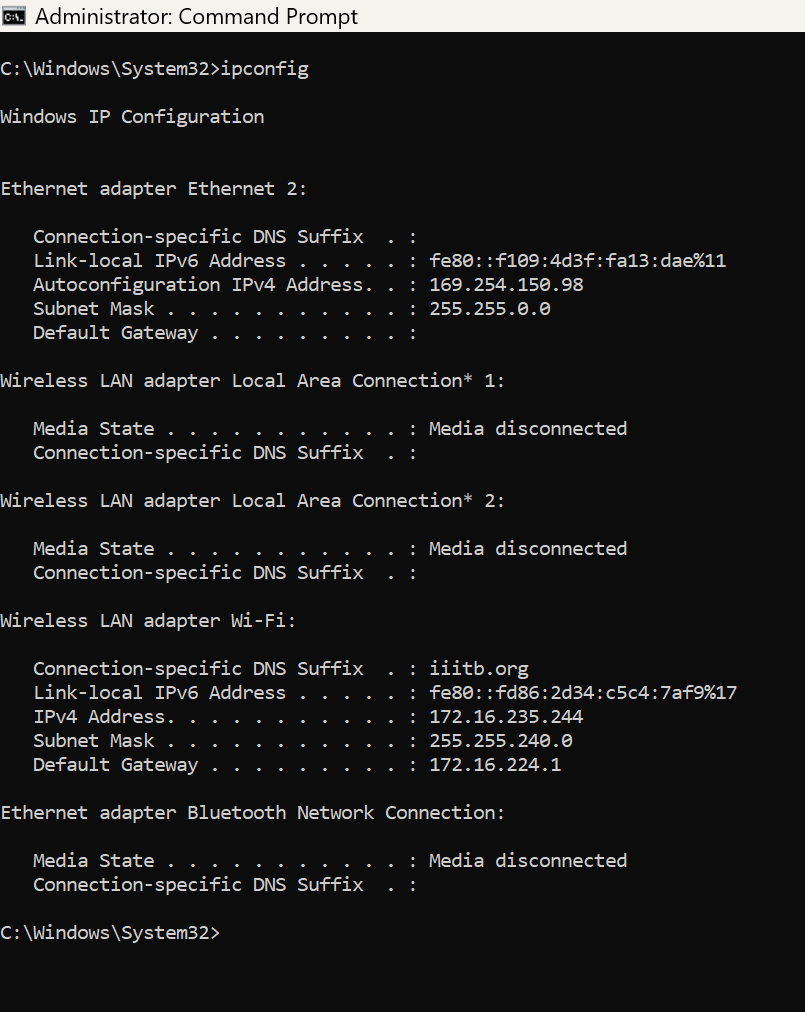 Administrator: Command Prompt
C:\Windows\System32>ipconfig
Windows IP Configuration
Ethernet adapter Ethernet 2:
   Connection-specific DNS Suffix  . :
   Link-local IPv6 Address . . . . . : fe80::f109:4d3f:fa13:dae%11
   Autoconfiguration IPv4 Address. . : 169.254.150.98
   Subnet Mask . . . . . . . . . . . : 255.255.0.0
   Default Gateway . . . . . . . . . :
Wireless LAN adapter Local Area Connection* 1:
   Media State . . . . . . . . . . . : Media disconnected
   Connection-specific DNS Suffix  . :
Wireless LAN adapter Local Area Connection* 2:
   Media State . . . . . . . . . . . : Media disconnected
   Connection-specific DNS Suffix  . :
Wireless LAN adapter Wi-Fi:
   Connection-specific DNS Suffix  . : iiitb.org
   Link-local IPv6 Address . . . . . : fe80::fd86:2d34:c5c4:7af9%17
   IPv4 Address. . . . . . . . . . . : 172.16.235.244
   Subnet Mask . . . . . . . . . . . : 255.255.240.0
   Default Gateway . . . . . . . . . : 172.16.224.1
Ethernet adapter Bluetooth Network Connection:
   Media State . . . . . . . . . . . : Media disconnected
   Connection-specific DNS Suffix  . :
C:\Windows\System32>